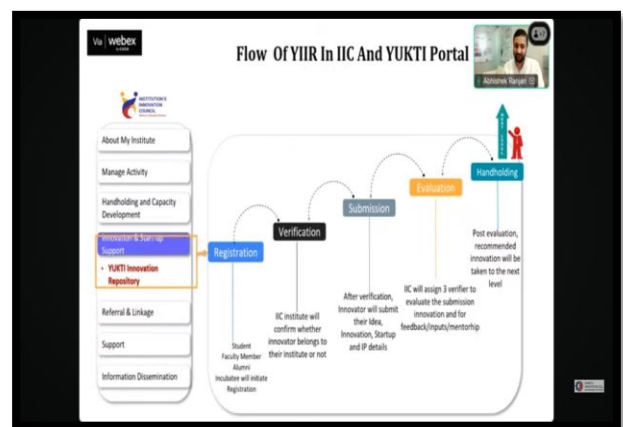 Via webex
Flow Of YIIR In IIC And YUKTI Portal
Abhishek Ranjan
INSTITUTION'S
INNOVATION
COUNCIL
About My Institute
Manage Activity
Handholding and Capacity
Development
Innovation & Start up
Support
• YUKTI Innovation
Repository
Referral & Linkage
Support
Information Dissemination
Registration
Student
Faculty Member
Alumni
Incubatee will initiate
Registration
Verification
IIC institute will
confirm whether
innovator belongs to
their institute or not
Submission
After verification,
Innovator will submit
their Idea,
Innovation, Startup
and IP details
Evaluation
IIC will assign 3 verifier to
evaluate the submission
innovation and for
feedback/inputs/mentorhip
Handholding
Post evaluation,
recommended
innovation will be
taken to the next
level